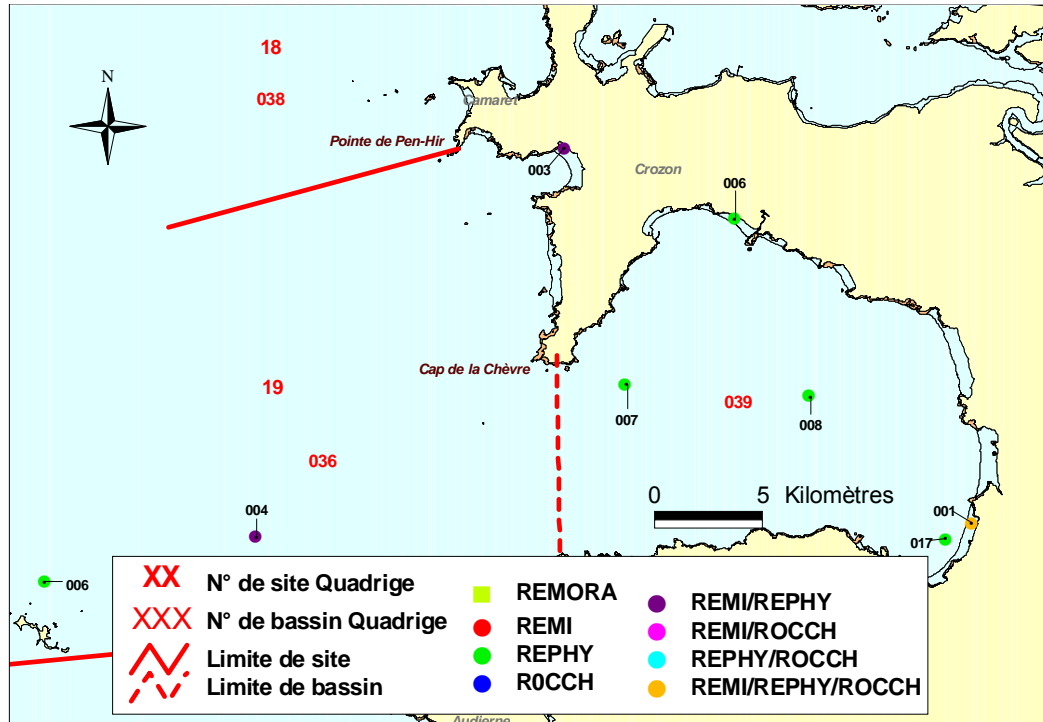 18
N
038
Camaret
Pointe de Pen-Hir
003
Crozon
006
Cap de la Chèvre
19
007
039
008
036
0 5 Kilomètres
004
001
017
006
XX N° de site Quadrige
XXX N° de bassin Quadrige
Limite de site
Limite de bassin
REMORA
REMI
REPHY
R0CCH
REMI/REPHY
REMI/ROCCH
REPHY/ROCCH
REMI/REPHY/ROCCH
Audierne